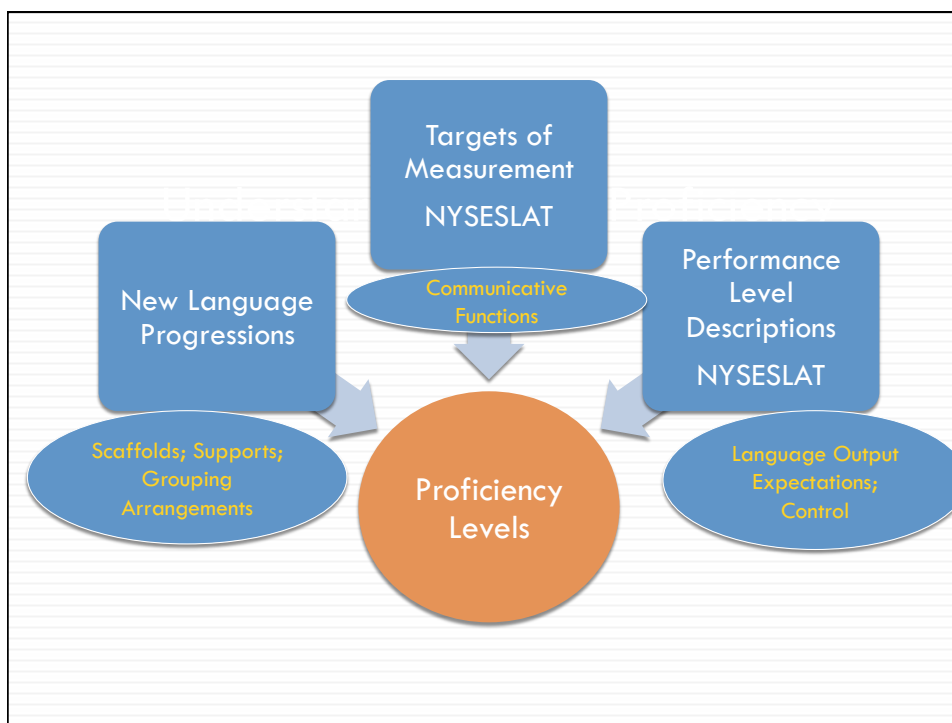 Targets of
Measurement
NYSESLAT
Communicative
Functions
New Language
Progressions
Scaffolds; Supports;
Grouping
Arrangements
Performance
Level
Descriptions
NYSESLAT
Language Output
Expectations;
Control
Proficiency
Levels